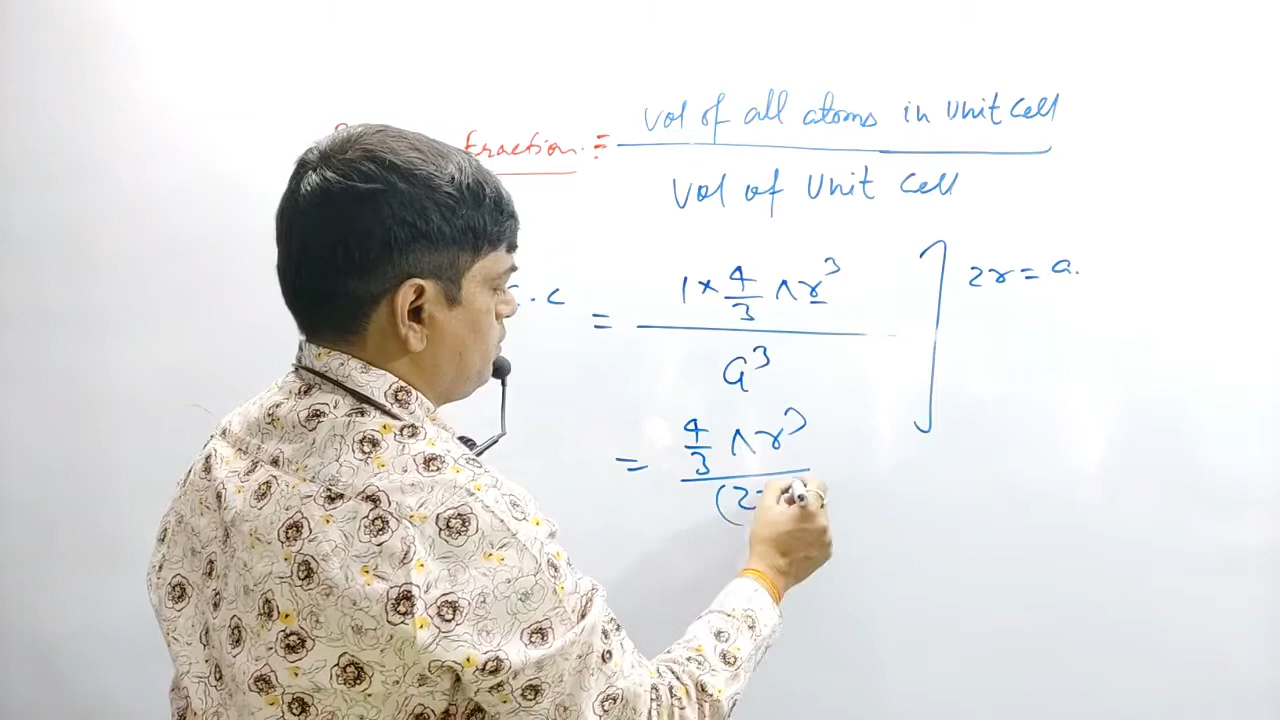 Fraction = vol of all atoms in unit cell
vol of unit cell
. c = 1 × 4/3 π r³
a³
2r = a.
= 4/3 π r³
(2